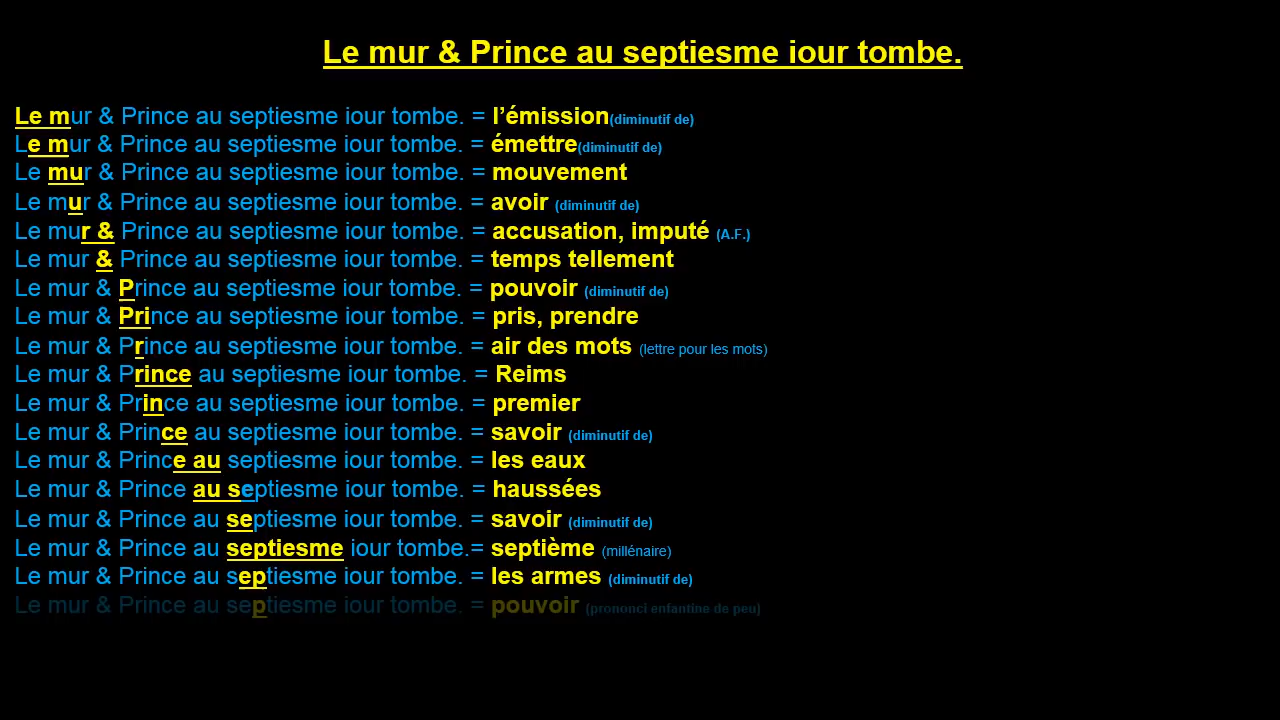 Le mur & Prince au septiesme iour tombe.
Le mur & Prince au septiesme iour tombe. = l’émission(diminutif de)
Le mur & Prince au septiesme iour tombe. = émettre(diminutif de)
Le mur & Prince au septiesme iour tombe. = mouvement
Le mur & Prince au septiesme iour tombe. = avoir (diminutif de)
Le mur & Prince au septiesme iour tombe. = accusation, imputé (A.F.)
Le mur & Prince au septiesme iour tombe. = temps tellement
Le mur & Prince au septiesme iour tombe. = pouvoir (diminutif de)
Le mur & Prince au septiesme iour tombe. = pris, prendre
Le mur & Prince au septiesme iour tombe. = air des mots (lettre pour les mots)
Le mur & Prince au septiesme iour tombe. = Reims
Le mur & Prince au septiesme iour tombe. = premier
Le mur & Prince au septiesme iour tombe. = savoir (diminutif de)
Le mur & Prince au septiesme iour tombe. = les eaux
Le mur & Prince au septiesme iour tombe. = haussées
Le mur & Prince au septiesme iour tombe. = savoir (diminutif de)
Le mur & Prince au septiesme iour tombe.= septième (millénaire)
Le mur & Prince au septiesme iour tombe. = les armes (diminutif de)
Le mur & Prince au septiesme iour tombe. = pouvoir (prononci enfantine de peu)